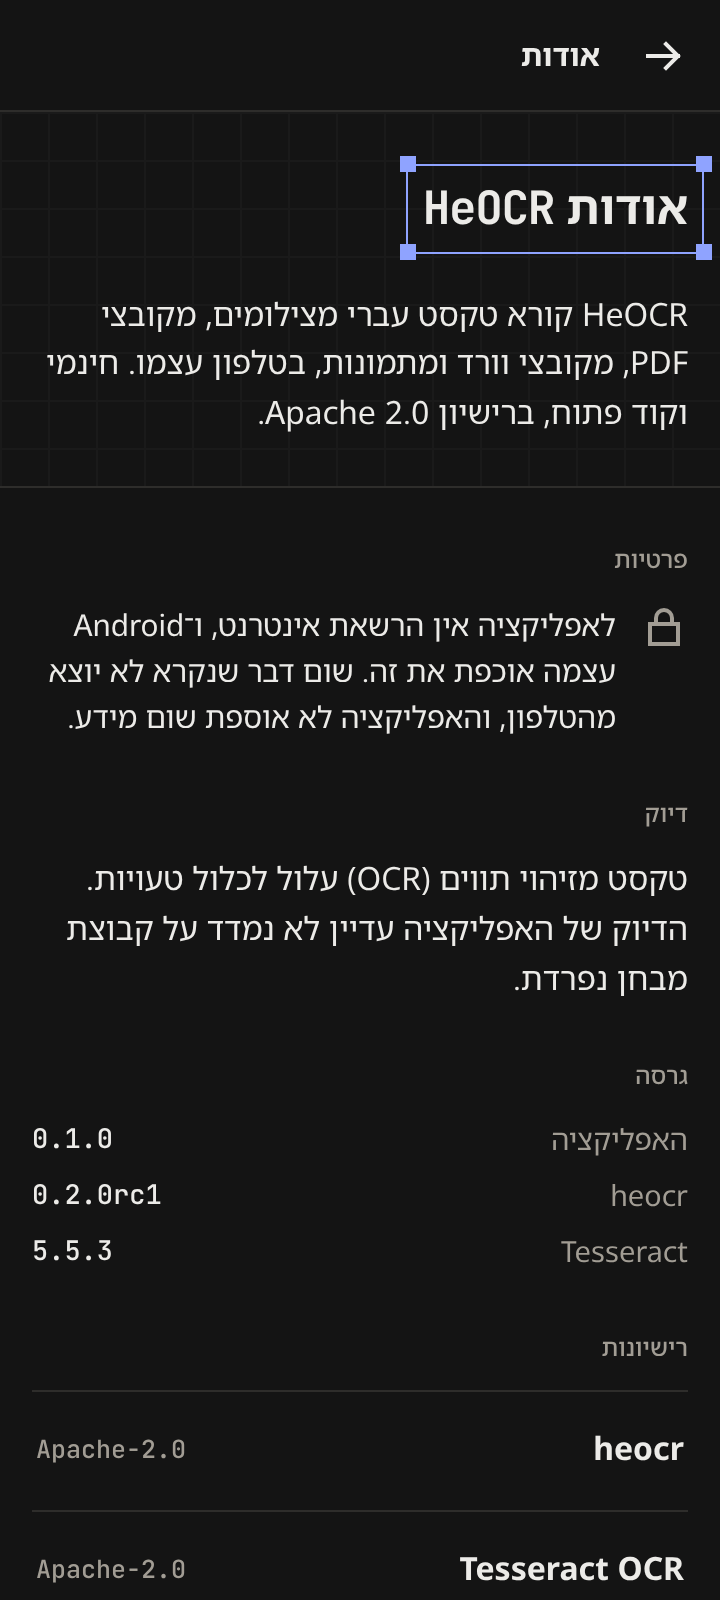 אודות
אודות HeOCR
HeOCR קורא טקסט עברי מצילומים, מקובצי
PDF, מקובצי וורד ומתמונות, בטלפון עצמו. חינמי
וקוד פתוח, ברישיון Apache 2.0.
פרטיות
לאפליקציה אין הרשאת אינטרנט, ו־Android
עצמה אוכפת את זה. שום דבר שנקרא לא יוצא
מהטלפון, והאפליקציה לא אוספת שום מידע.
דיוק
טקסט מזיהוי תווים (OCR) עלול לכלול טעויות.
הדיוק של האפליקציה עדיין לא נמדד על קבוצת
מבחן נפרדת.
גרסה
האפליקציה 0.1.0
heocr 0.2.0rc1
Tesseract 5.5.3
רישיונות
heocr Apache-2.0
Tesseract OCR Apache-2.0